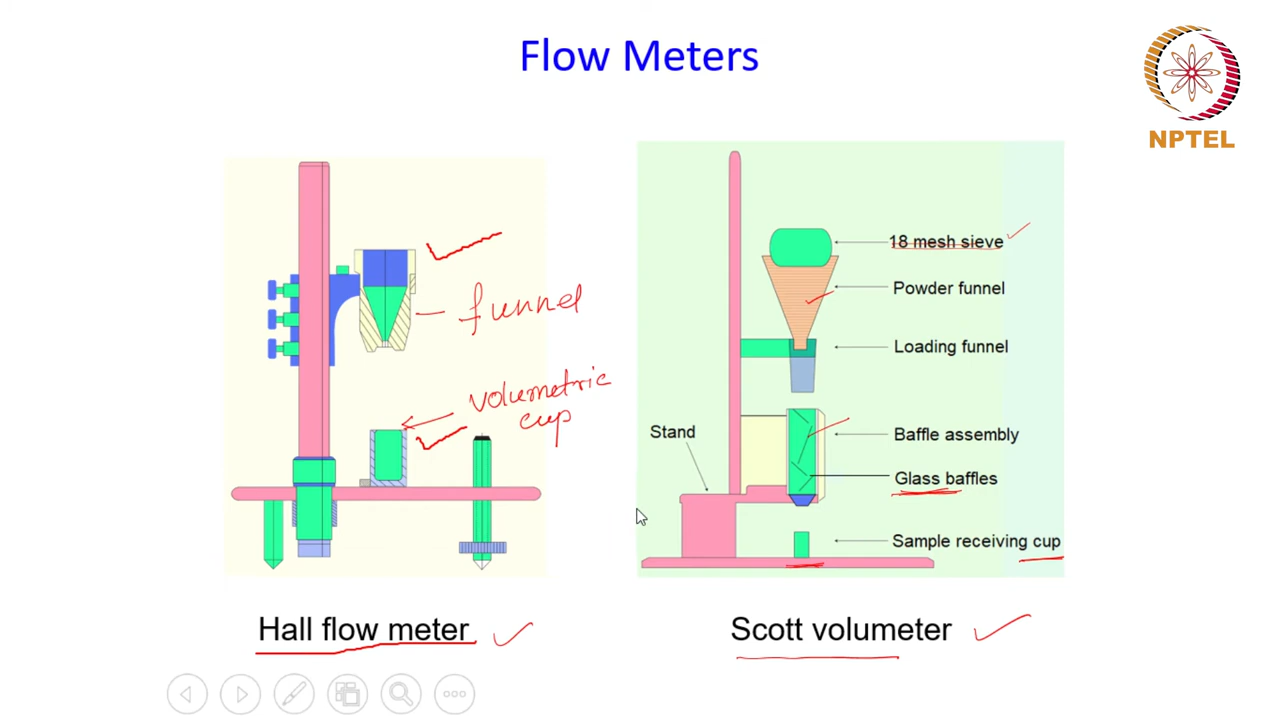 Flow Meters
NPTEL
funnel
volumetric
cup
Hall flow meter
18 mesh sieve
Powder funnel
Loading funnel
Stand
Baffle assembly
Glass baffles
Sample receiving cup
Scott volumeter